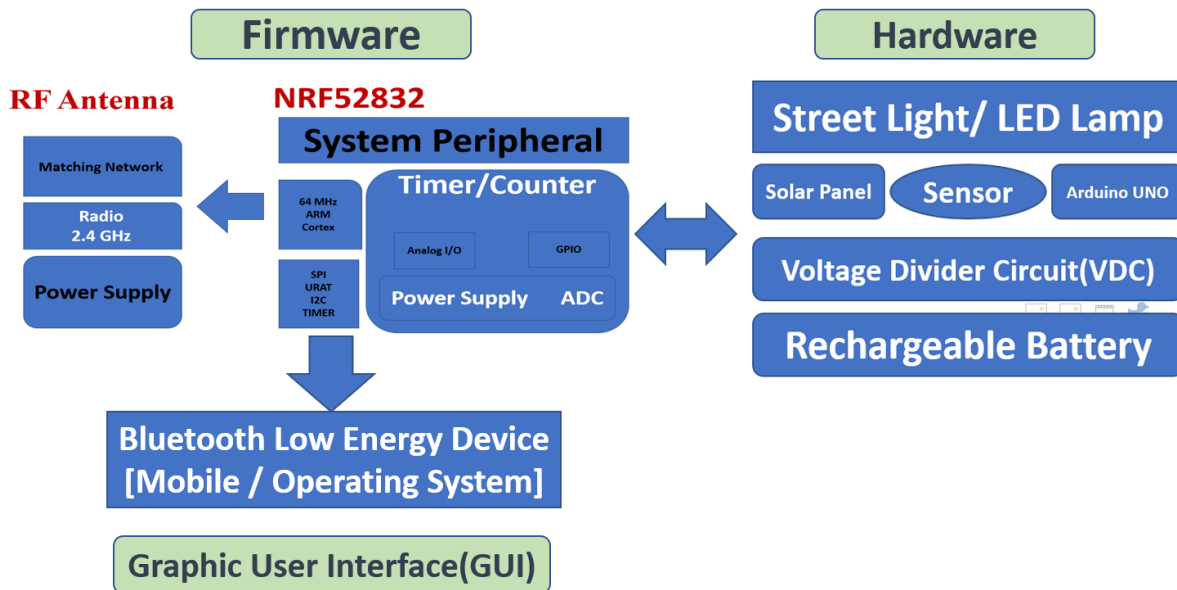 Firmware
Hardware
RF Antenna
NRF52832
Matching Network
Radio
2.4 GHz
Power Supply
System Peripheral
64 MHz
ARM
Cortex
SPI
URAT
I2C
TIMER
Timer/Counter
Analog I/O
GPIO
Power Supply ADC
Street Light/ LED Lamp
Solar Panel
Sensor
Arduino UNO
Voltage Divider Circuit(VDC)
Rechargeable Battery
Bluetooth Low Energy Device
[Mobile / Operating System]
Graphic User Interface(GUI)